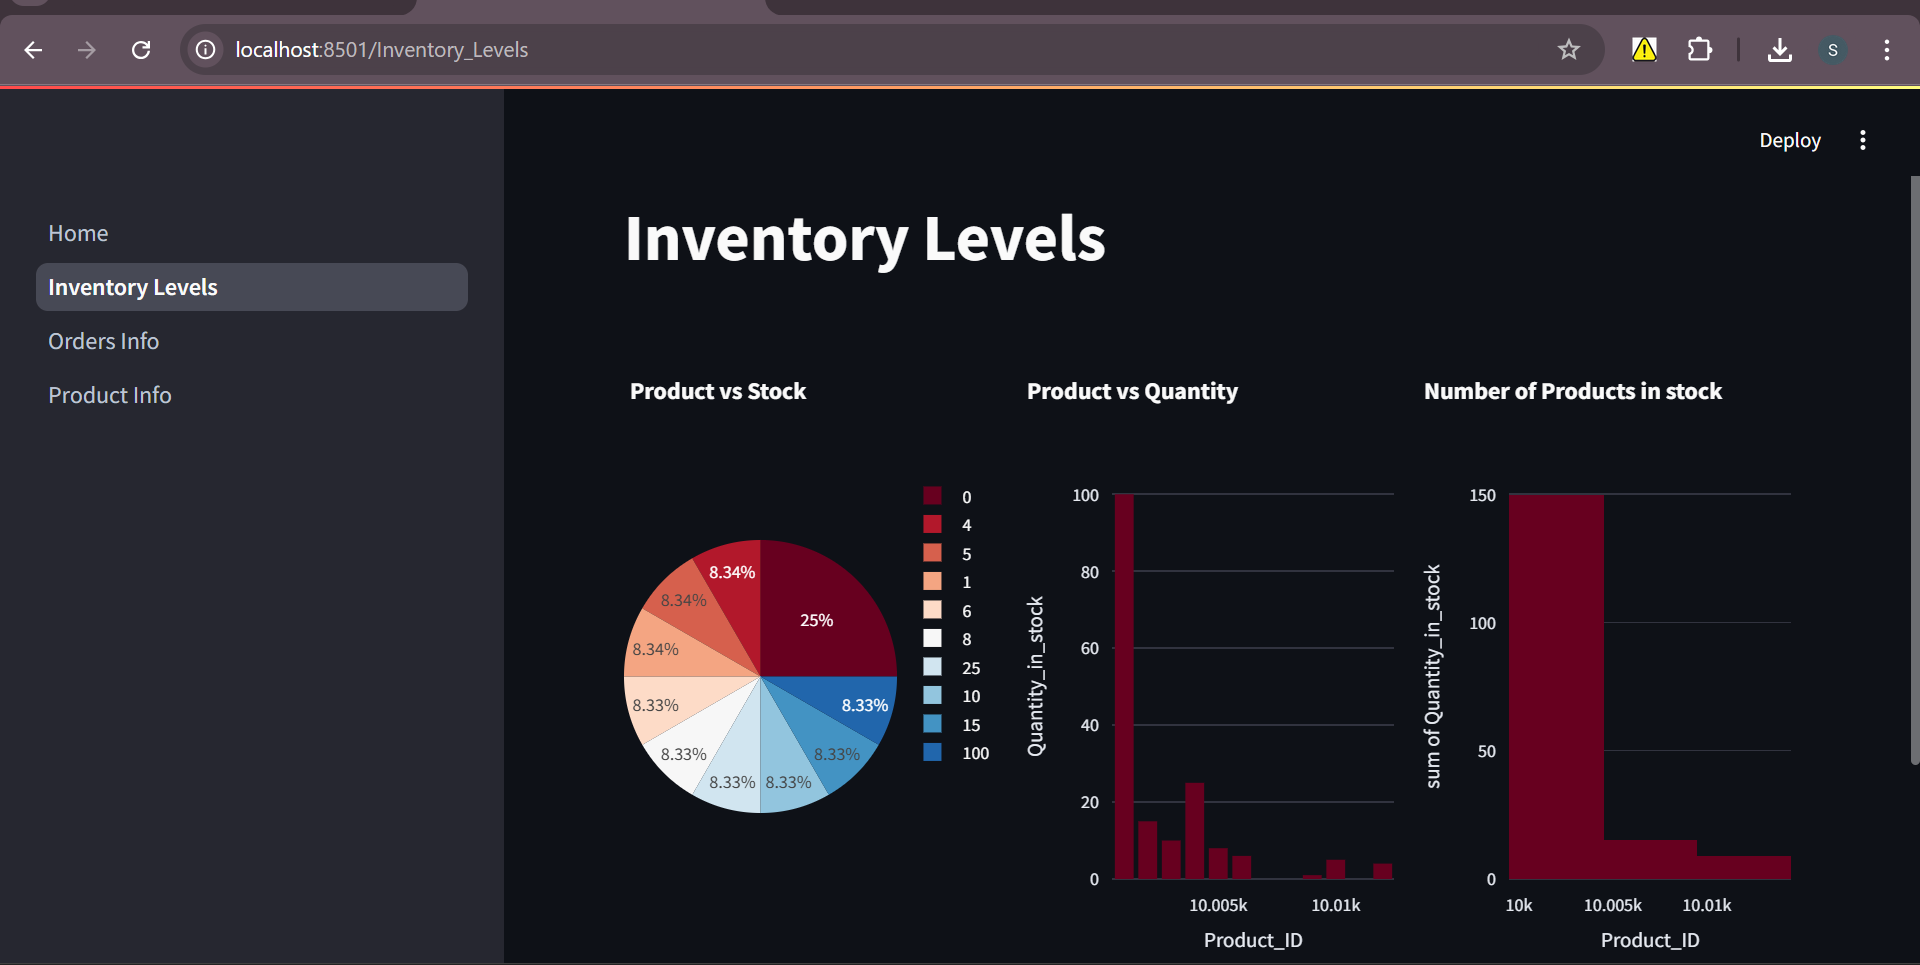 localhost:8501/Inventory_Levels
S
Deploy
Home
Inventory Levels
Orders Info
Product Info
Inventory Levels
Product vs Stock
25%
8.34%
8.34%
8.34%
8.33%
8.33%
8.33%
8.33%
8.33%
8.33%
0
4
5
1
6
8
25
10
15
100
Product vs Quantity
100
80
60
40
20
0
Quantity_in_stock
10.005k
10.01k
Product_ID
Number of Products in stock
150
100
50
0
sum of Quantity_in_stock
10k
10.005k
10.01k
Product_ID